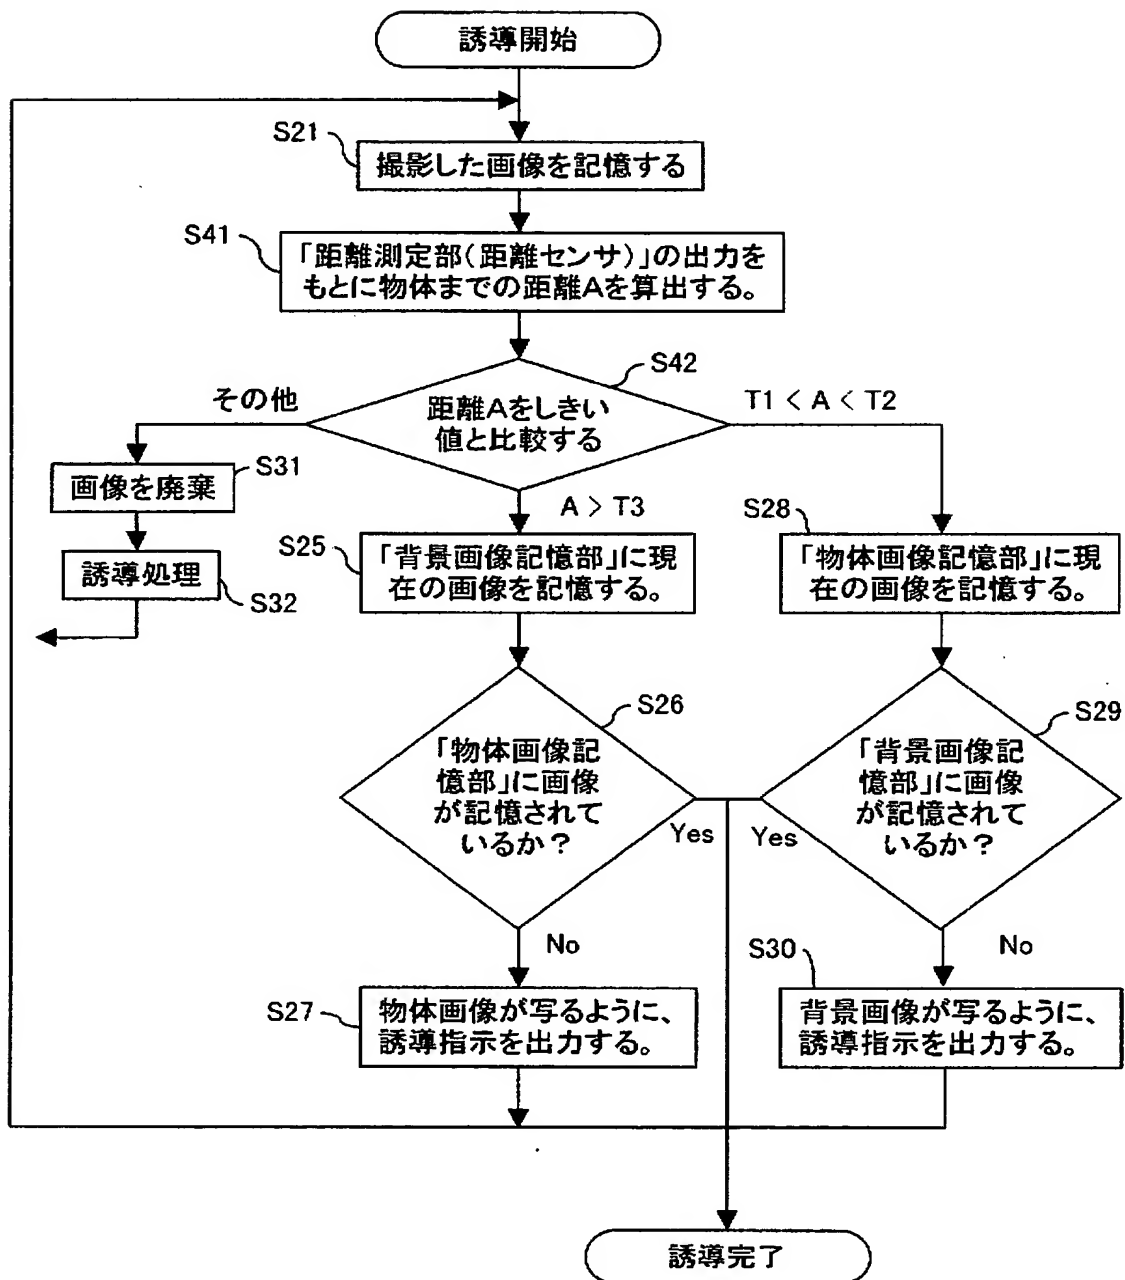 誘導開始
S21
撮影した画像を記憶する
S41
「距離測定部(距離センサ)」の出力を
もとに物体までの距離Aを算出する。
S42
距離Aをしきい
値と比較する
その他
T1 < A < T2
A > T3
S31
画像を廃棄
誘導処理
S32
S25
「背景画像記憶部」に現
在の画像を記憶する。
S28
「物体画像記憶部」に現
在の画像を記憶する。
S26
「物体画像記
憶部」に画像
が記憶されて
いるか?
Yes
No
S29
「背景画像記
憶部」に画像
が記憶されて
いるか?
Yes
No
S27
物体画像が写るように、
誘導指示を出力する。
S30
背景画像が写るように、
誘導指示を出力する。
誘導完了